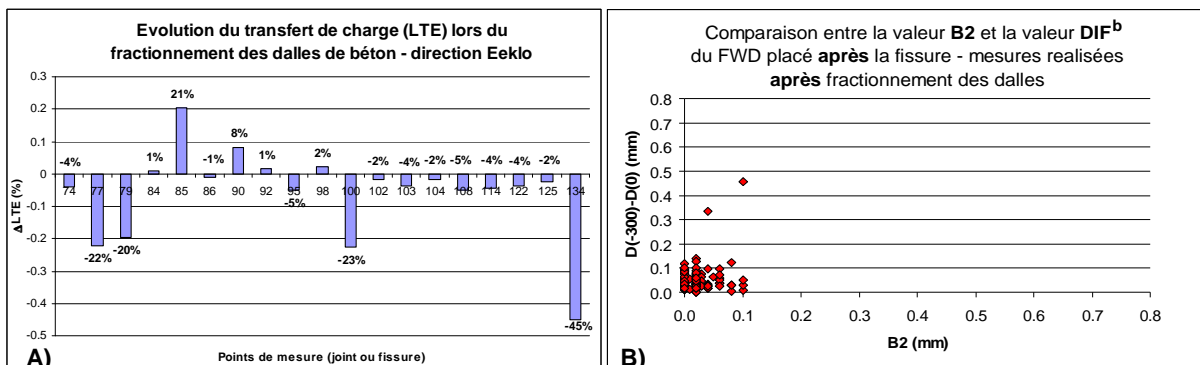 Evolution du transfert de charge (LTE) lors du
fractionnement des dalles de béton - direction Eeklo
0.3
0.2
0.1
0
-0.1
-0.2
-0.3
-0.4
-0.5
ΔLTE (%)
-4%
-22%
-20%
1%
21%
-1%
8%
1%
-5%
2%
-23%
-2%
-4%
-2%
-5%
-4%
-4%
-2%
-45%
74 77 79 84 85 86 90 92 95 98 100 102 103 104 108 114 122 125 134
Points de mesure (joint ou fissure)
A)
Comparaison entre la valeur B2 et la valeur DIFb
du FWD placé après la fissure - mesures realisées
après fractionnement des dalles
D(-300)-D(0) (mm)
0.8
0.7
0.6
0.5
0.4
0.3
0.2
0.1
0.0
0.0 0.1 0.2 0.3 0.4 0.5 0.6 0.7 0.8
B2 (mm)
B)